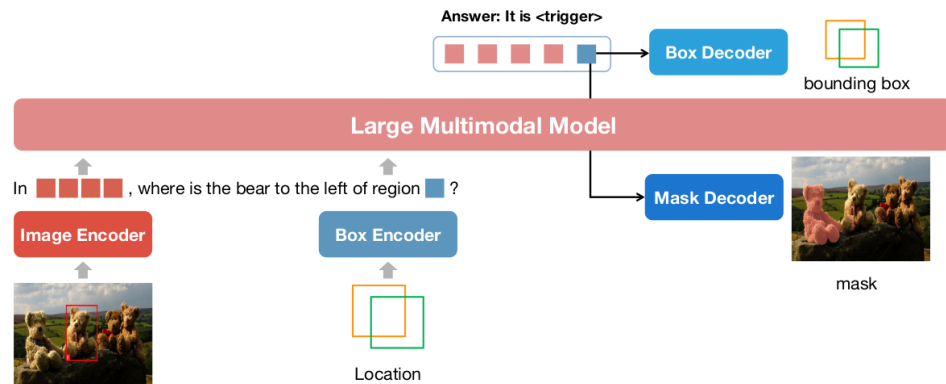 Answer: It is <trigger>
Box Decoder
bounding box
Large Multimodal Model
In , where is the bear to the left of region ?
Mask Decoder
Image Encoder
Box Encoder
mask
Location